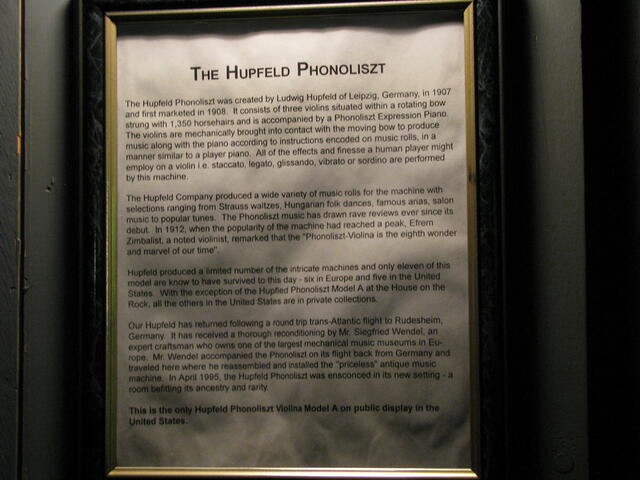 THE HUPFELD PHONOLISZT
The Hupfeld Phonoliszt was created by Ludwig Hupfeld of Leipzig, Germany, in 1907
and first marketed in 1908. It consists of three violins situated within a rotating bow
strung with 1,350 horsehairs and is accompanied by a Phonoliszt Expression Piano.
The violins are mechanically brought into contact with the moving bow to produce
music along with the piano according to instructions encoded on music rolls, in a
manner similar to a player piano. All of the effects and finesse a human player might
employ on a violin i.e. staccato, legato, glissando, vibrato or sordino are performed
by this machine.
The Hupfeld Company produced a wide variety of music rolls for the machine with
selections ranging from Strauss waltzes, Hungarian folk dances, famous arias, salon
music to popular tunes. The Phonoliszt music has drawn rave reviews ever since its
debut. In 1912, when the popularity of the machine had reached a peak, Efrem
Zimbalist, a noted violinist, remarked that the "Phonoliszt-Violina is the eighth wonder
and marvel of our time".
Hupfeld produced a limited number of the intricate machines and only eleven of this
model are know to have survived to this day - six in Europe and five in the United
States. With the exception of the Hupfied Phonoliszt Model A at the House on the
Rock, all the others in the United States are in private collections.
Our Hupfeld has returned following a round trip trans-Atlantic flight to Rudesheim,
Germany. It has received a thorough reconditioning by Mr. Siegfried Wendel, an
expert craftsman who owns one of the largest mechanical music museums in Eu-
rope. Mr. Wendel accompanied the Phonoliszt on its flight back from Germany and
traveled here where he reassembled and installed the "priceless" antique music
machine. In April 1995, the Hupfeld Phonoliszt was ensconced in its new setting - a
room befitting its ancestry and rarity.
This is the only Hupfeld Phonoliszt Violina Model A on public display in the
United States.